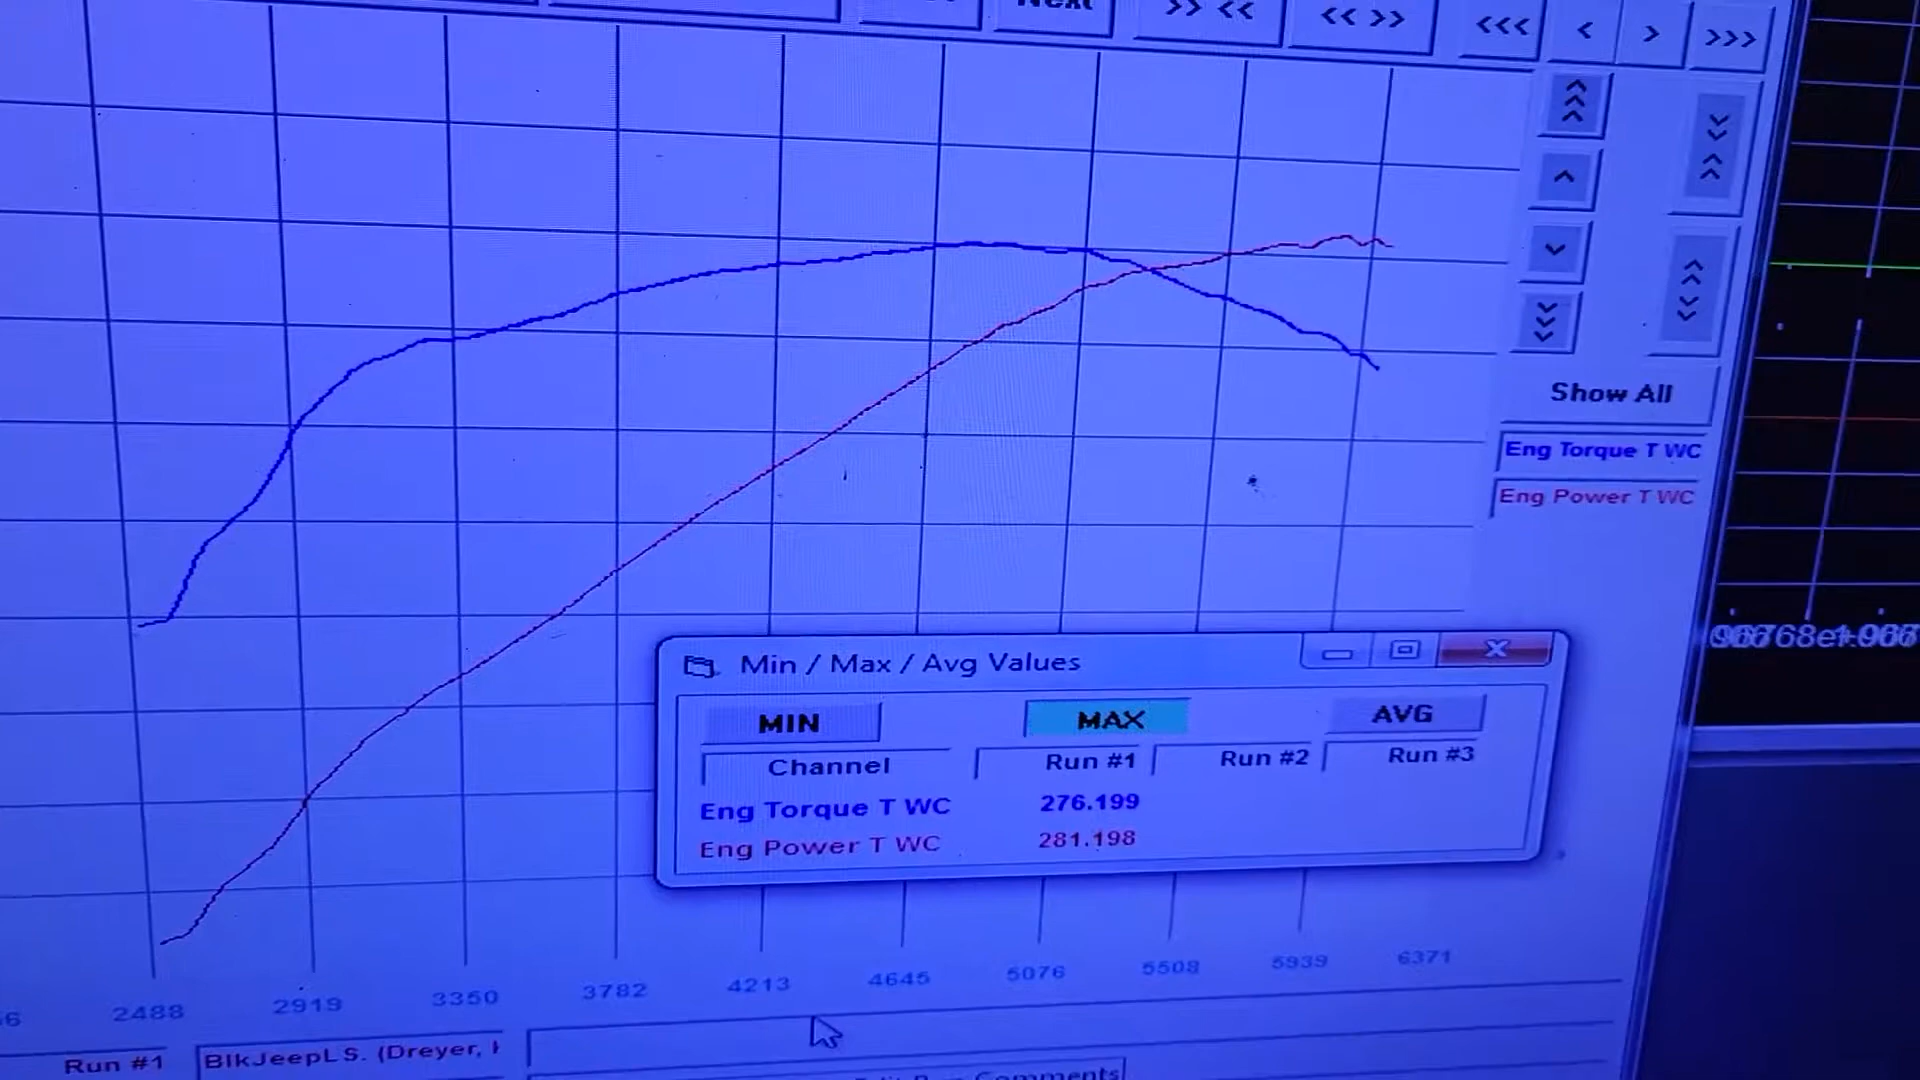 >> << << >> <<< < > >>>
Show All
Eng Torque T WC
Eng Power T WC
Min / Max / Avg Values
MIN MAX AVG
Channel Run #1 Run #2 Run #3
Eng Torque T WC 276.199
Eng Power T WC 281.198
2488 2919 3350 3782 4213 4645 5076 5508 5939 6371
Run #1 BlkJeepLS. (Dreyer,
Comments